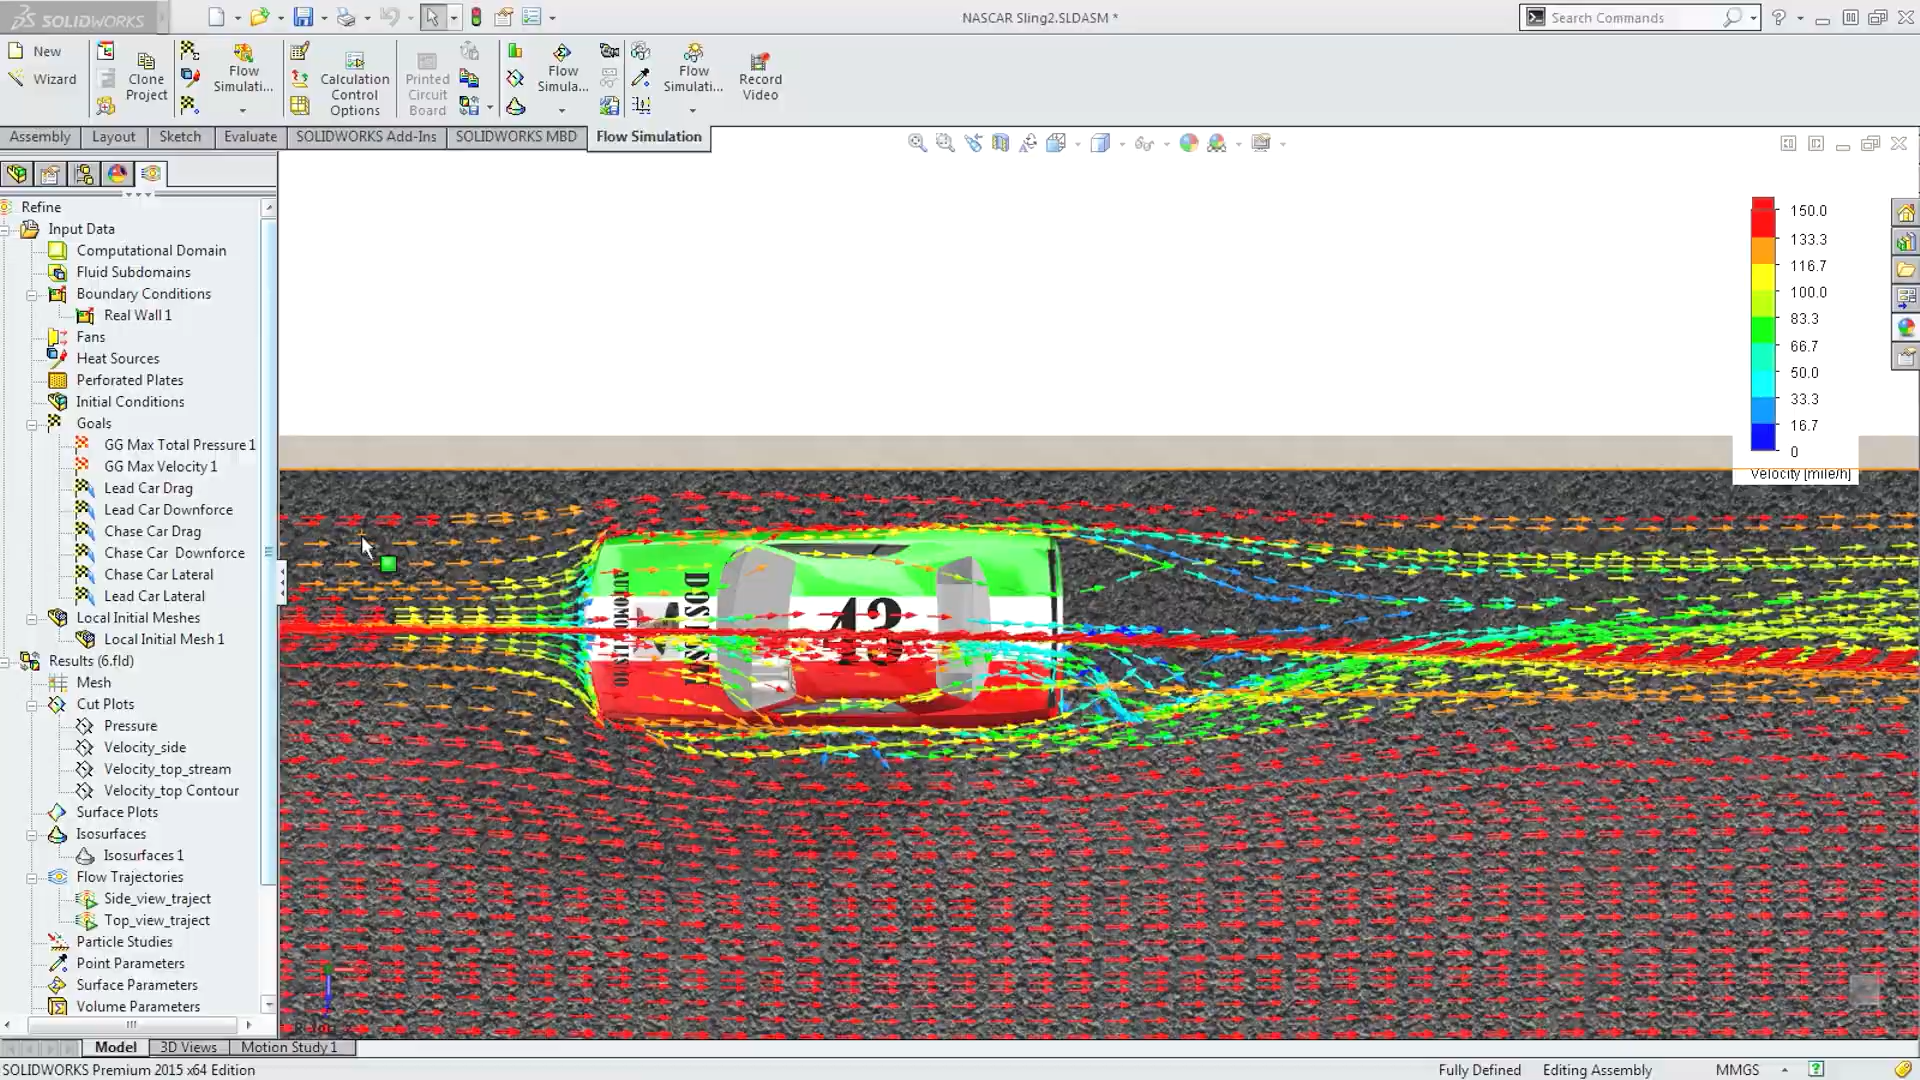 SOLIDWORKS
NASCAR Sling2.SLDASM *
Search Commands
New
Wizard
Clone
Project
Flow
Simulati...
Calculation
Control
Options
Printed
Circuit
Board
Flow
Simula...
Flow
Simulati...
Record
Video
Assembly
Layout
Sketch
Evaluate
SOLIDWORKS Add-Ins
SOLIDWORKS MBD
Flow Simulation
Refine
Input Data
Computational Domain
Fluid Subdomains
Boundary Conditions
Real Wall 1
Fans
Heat Sources
Perforated Plates
Initial Conditions
Goals
GG Max Total Pressure 1
GG Max Velocity 1
Lead Car Drag
Lead Car Downforce
Chase Car Drag
Chase Car  Downforce
Chase Car Lateral
Lead Car Lateral
Local Initial Meshes
Local Initial Mesh 1
Results (6.fld)
Mesh
Cut Plots
Pressure
Velocity_side
Velocity_top_stream
Velocity_top Contour
Surface Plots
Isosurfaces
Isosurfaces 1
Flow Trajectories
Side_view_traject
Top_view_traject
Particle Studies
Point Parameters
Surface Parameters
Volume Parameters
150.0
133.3
116.7
100.0
83.3
66.7
50.0
33.3
16.7
0
Velocity [mile/h]
43
Model
3D Views
Motion Study 1
SOLIDWORKS Premium 2015 x64 Edition
Fully Defined
Editing Assembly
MMGS